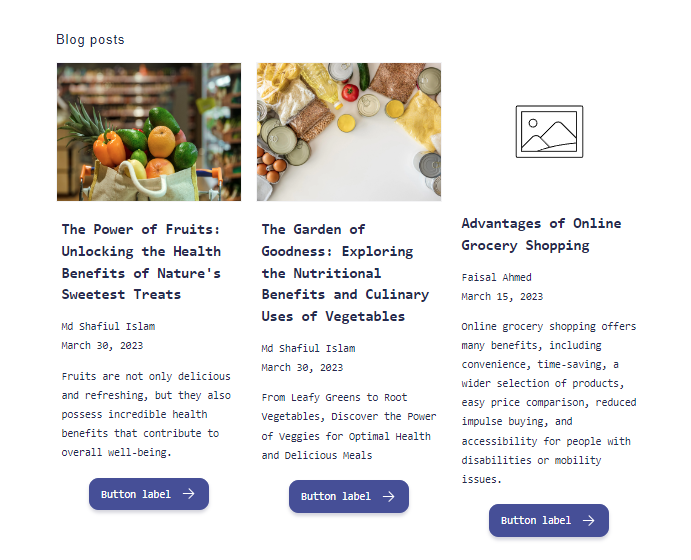 Blog posts
The Power of Fruits:
Unlocking the Health
Benefits of Nature's
Sweetest Treats
Md Shafiul Islam
March 30, 2023
Fruits are not only delicious
and refreshing, but they also
possess incredible health
benefits that contribute to
overall well-being.
Button label
The Garden of
Goodness: Exploring
the Nutritional
Benefits and Culinary
Uses of Vegetables
Md Shafiul Islam
March 30, 2023
From Leafy Greens to Root
Vegetables, Discover the Power
of Veggies for Optimal Health
and Delicious Meals
Button label
Advantages of Online
Grocery Shopping
Faisal Ahmed
March 15, 2023
Online grocery shopping offers
many benefits, including
convenience, time-saving, a
wider selection of products,
easy price comparison, reduced
impulse buying, and
accessibility for people with
disabilities or mobility
issues.
Button label